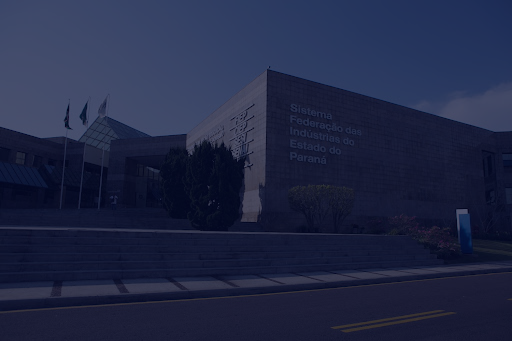 Sistema
Federação das
Indústrias do
Estado do
Paraná